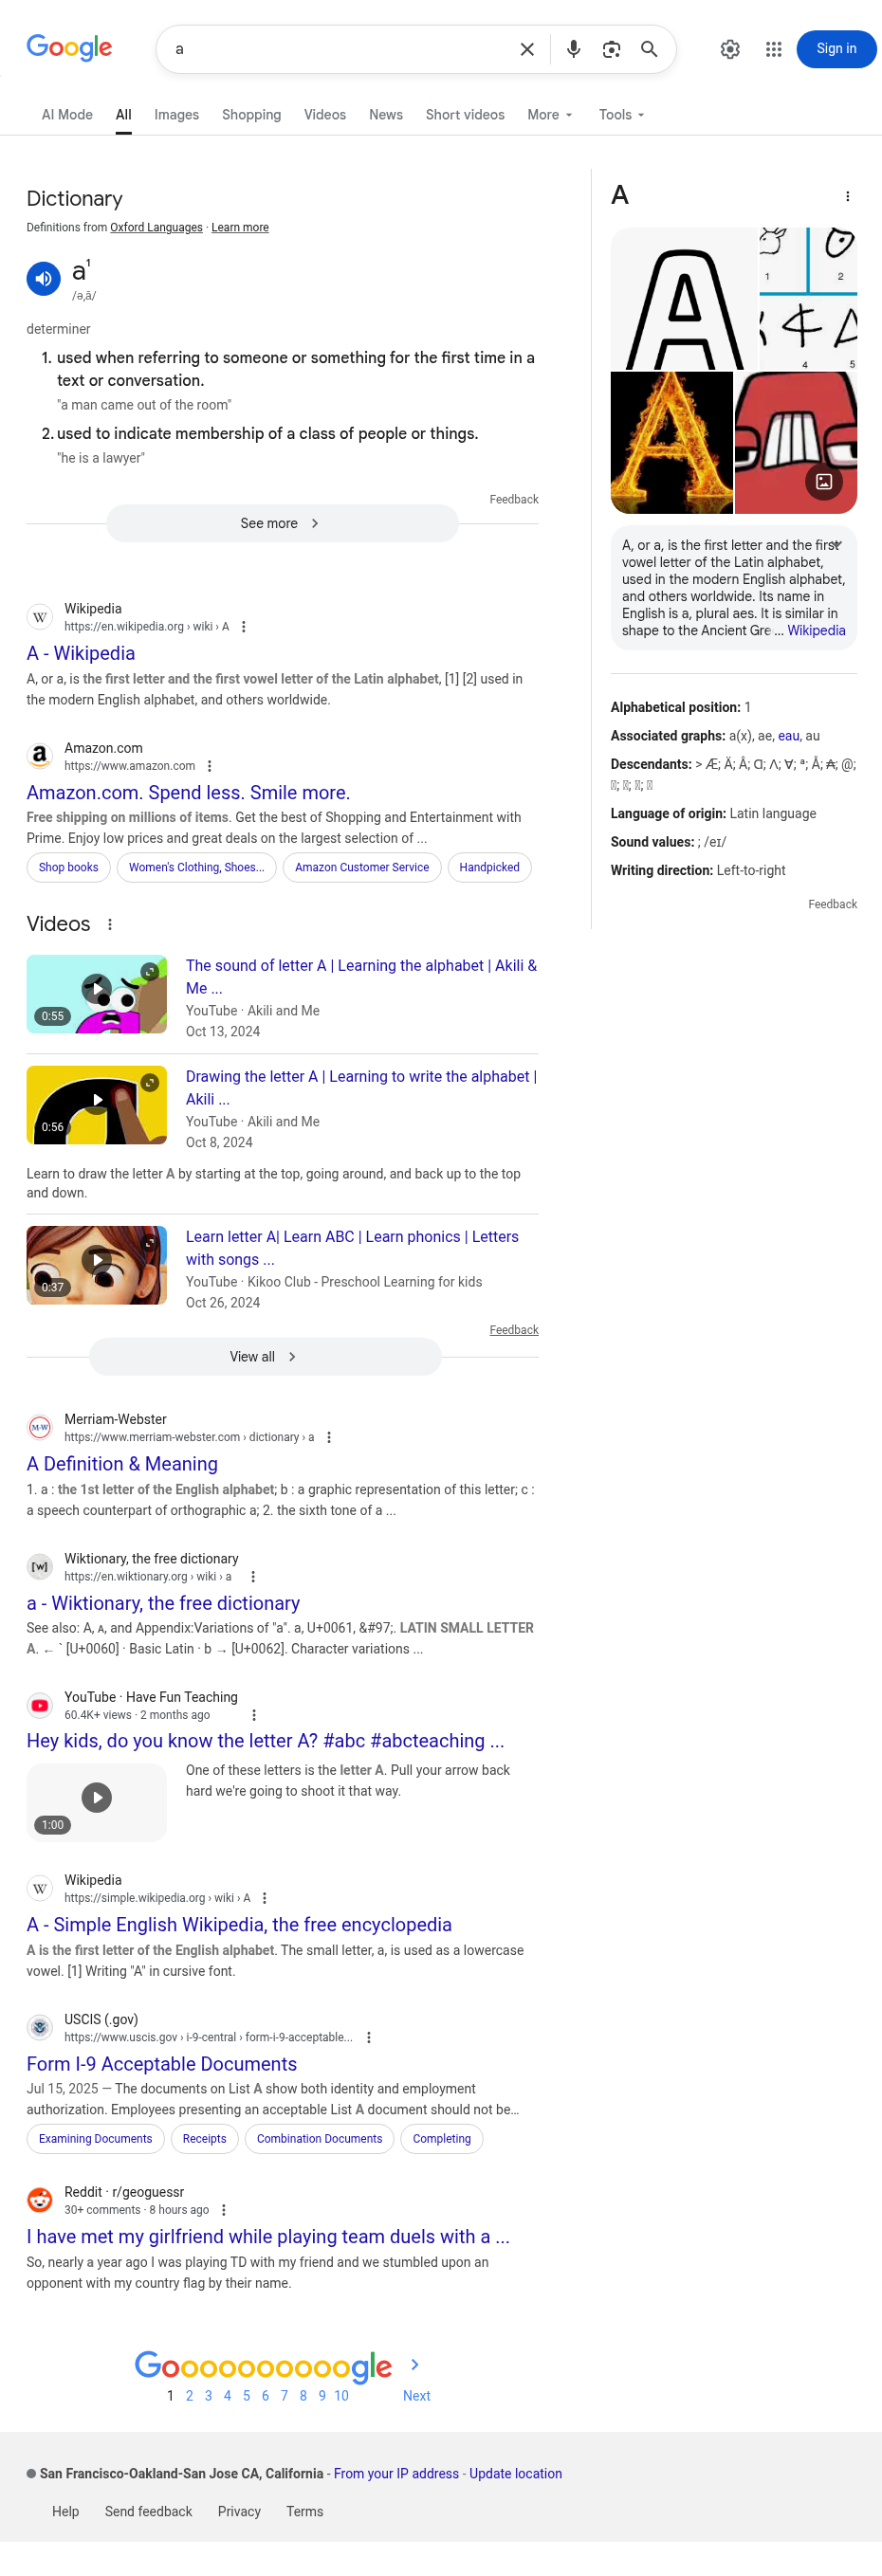 Google
a
Sign in
AI Mode
All
Images
Shopping
Videos
News
Short videos
More
Tools
Dictionary
Definitions from Oxford Languages · Learn more
a¹
/ə,ā/
determiner
1. used when referring to someone or something for the first time in a
text or conversation.
"a man came out of the room"
2. used to indicate membership of a class of people or things.
"he is a lawyer"
Feedback
See more
Wikipedia
https://en.wikipedia.org › wiki › A
A - Wikipedia
A, or a, is the first letter and the first vowel letter of the Latin alphabet, [1] [2] used in
the modern English alphabet, and others worldwide.
Amazon.com
https://www.amazon.com
Amazon.com. Spend less. Smile more.
Free shipping on millions of items. Get the best of Shopping and Entertainment with
Prime. Enjoy low prices and great deals on the largest selection of ...
Shop books
Women's Clothing, Shoes...
Amazon Customer Service
Handpicked
Videos
0:55
The sound of letter A | Learning the alphabet | Akili &
Me ...
YouTube · Akili and Me
Oct 13, 2024
0:56
Drawing the letter A | Learning to write the alphabet |
Akili ...
YouTube · Akili and Me
Oct 8, 2024
Learn to draw the letter A by starting at the top, going around, and back up to the top
and down.
0:37
Learn letter A| Learn ABC | Learn phonics | Letters
with songs ...
YouTube · Kikoo Club - Preschool Learning for kids
Oct 26, 2024
Feedback
View all
Merriam-Webster
https://www.merriam-webster.com › dictionary › a
A Definition & Meaning
1. a : the 1st letter of the English alphabet; b : a graphic representation of this letter; c :
a speech counterpart of orthographic a; 2. the sixth tone of a ...
Wiktionary, the free dictionary
https://en.wiktionary.org › wiki › a
a - Wiktionary, the free dictionary
See also: A, ᴀ, and Appendix:Variations of "a". a, U+0061, &#97;. LATIN SMALL LETTER
A. ← ` [U+0060] · Basic Latin · b → [U+0062]. Character variations ...
YouTube · Have Fun Teaching
60.4K+ views · 2 months ago
Hey kids, do you know the letter A? #abc #abcteaching ...
1:00
One of these letters is the letter A. Pull your arrow back
hard we're going to shoot it that way.
Wikipedia
https://simple.wikipedia.org › wiki › A
A - Simple English Wikipedia, the free encyclopedia
A is the first letter of the English alphabet. The small letter, a, is used as a lowercase
vowel. [1] Writing "A" in cursive font.
USCIS (.gov)
https://www.uscis.gov › i-9-central › form-i-9-acceptable...
Form I-9 Acceptable Documents
Jul 15, 2025 — The documents on List A show both identity and employment
authorization. Employees presenting an acceptable List A document should not be…
Examining Documents
Receipts
Combination Documents
Completing
Reddit · r/geoguessr
30+ comments · 8 hours ago
I have met my girlfriend while playing team duels with a ...
So, nearly a year ago I was playing TD with my friend and we stumbled upon an
opponent with my country flag by their name.
A
A
1
2
4
5
A
A, or a, is the first letter and the first
vowel letter of the Latin alphabet,
used in the modern English alphabet,
and others worldwide. Its name in
English is a, plural aes. It is similar in
shape to the Ancient Gre ... Wikipedia
Alphabetical position: 1
Associated graphs: a(x), ae, eau, au
Descendants: > Æ; Ä; Â; Ɑ; Λ; Ɐ; ª; Å; ₳; @;
Language of origin: Latin language
Sound values: ; /eɪ/
Writing direction: Left-to-right
Feedback
Goooooooooogle
1 2 3 4 5 6 7 8 9 10 Next
San Francisco-Oakland-San Jose CA, California - From your IP address - Update location
Help
Send feedback
Privacy
Terms